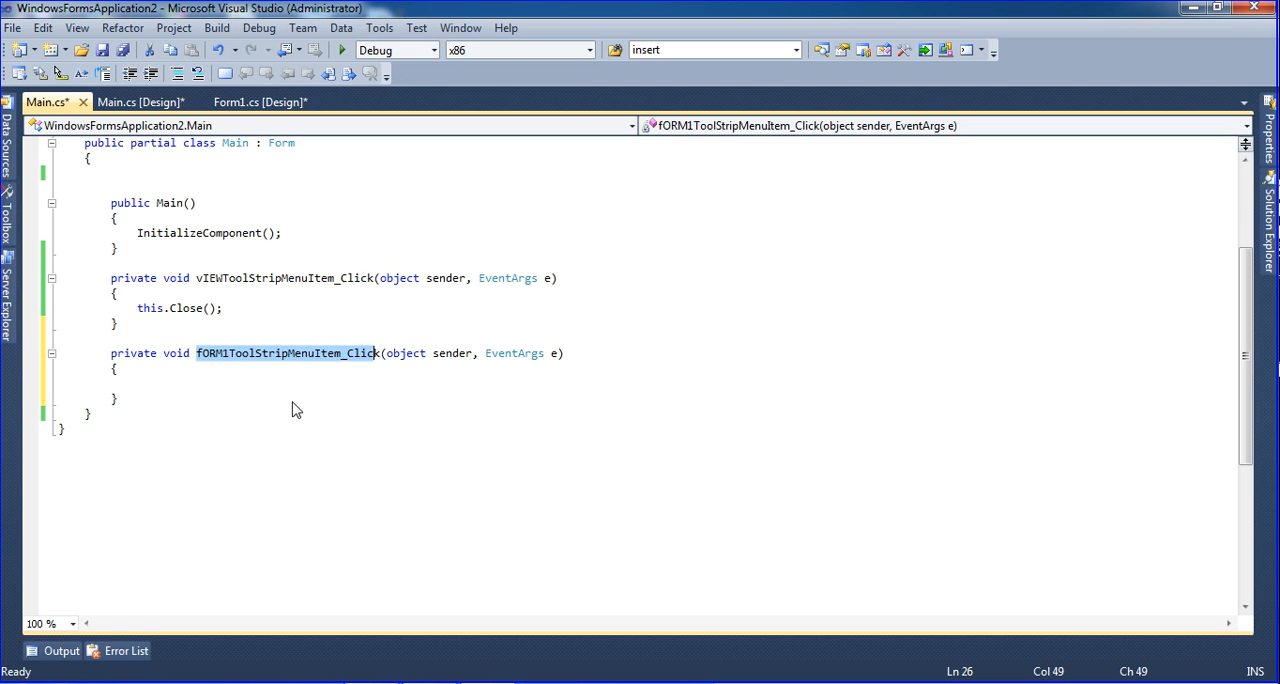 WindowsFormsApplication2 - Microsoft Visual Studio (Administrator)
File Edit View Refactor Project Build Debug Team Data Tools Test Window Help
Debug x86 insert
Main.cs* Main.cs [Design]* Form1.cs [Design]*
WindowsFormsApplication2.Main fORM1ToolStripMenuItem_Click(object sender, EventArgs e)
public partial class Main : Form
{
public Main()
{
InitializeComponent();
}
private void vIEWToolStripMenuItem_Click(object sender, EventArgs e)
{
this.Close();
}
private void fORM1ToolStripMenuItem_Click(object sender, EventArgs e)
{
}
}
}
100 %
Data Sources
Toolbox
Server Explorer
Properties
Solution Explorer
Output Error List
Ready Ln 26 Col 49 Ch 49 INS